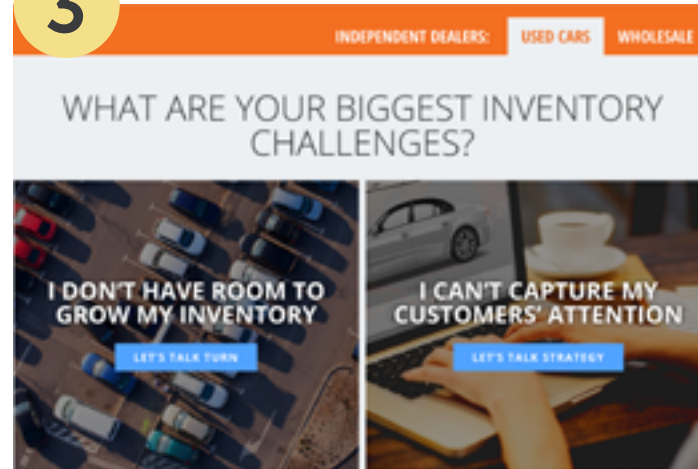 3
INDEPENDENT DEALERS: USED CARS WHOLESALE
WHAT ARE YOUR BIGGEST INVENTORY
CHALLENGES?
I DON'T HAVE ROOM TO
GROW MY INVENTORY
LET'S TALK TURN
I CAN'T CAPTURE MY
CUSTOMERS' ATTENTION
LET'S TALK STRATEGY